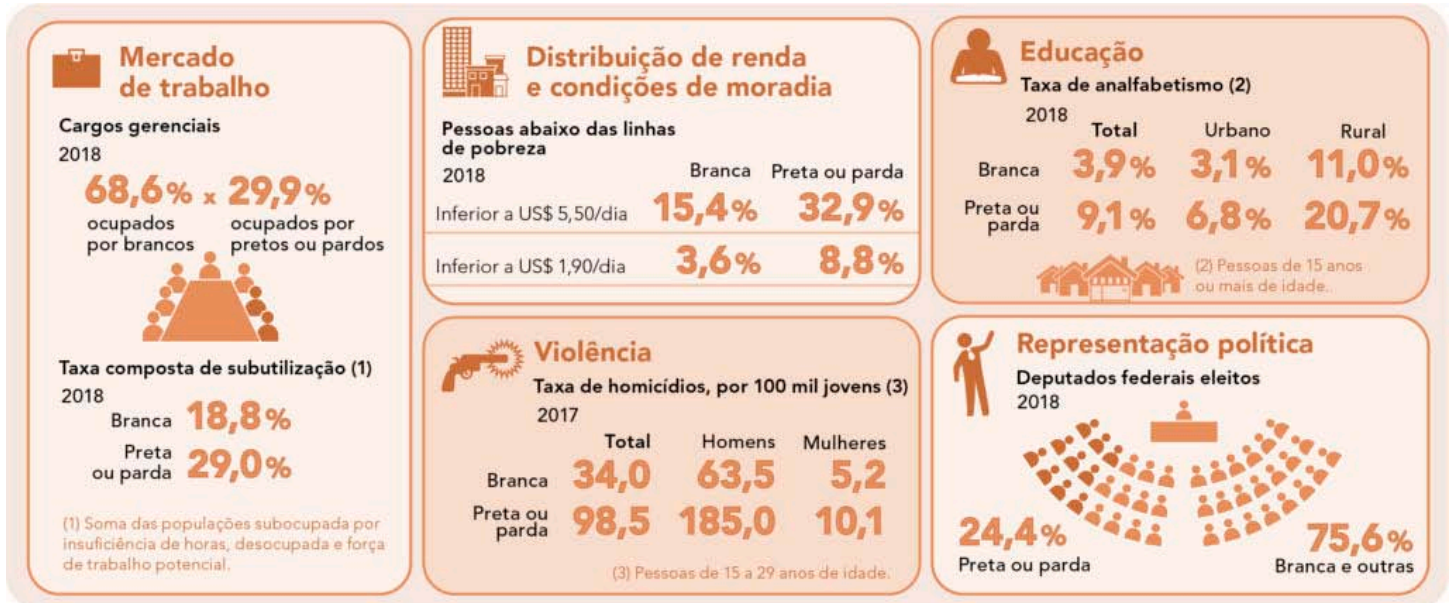 Mercado
de trabalho
Cargos gerenciais
2018
68,6% x 29,9%
ocupados
por brancos
ocupados por
pretos ou pardos
Taxa composta de subutilização (1)
2018
Branca 18,8%
Preta
ou parda 29,0%
(1) Soma das populações subocupada por
insuficiência de horas, desocupada e força
de trabalho potencial.
Distribuição de renda
e condições de moradia
Pessoas abaixo das linhas
de pobreza
2018
Branca Preta ou parda
Inferior a US$ 5,50/dia 15,4% 32,9%
Inferior a US$ 1,90/dia 3,6% 8,8%
Educação
Taxa de analfabetismo (2)
2018
Total Urbano Rural
Branca 3,9% 3,1% 11,0%
Preta ou
parda 9,1% 6,8% 20,7%
(2) Pessoas de 15 anos
ou mais de idade.
Violência
Taxa de homicídios, por 100 mil jovens (3)
2017
Total Homens Mulheres
Branca 34,0 63,5 5,2
Preta ou
parda 98,5 185,0 10,1
(3) Pessoas de 15 a 29 anos de idade.
Representação política
Deputados federais eleitos
2018
24,4%
Preta ou parda
75,6%
Branca e outras